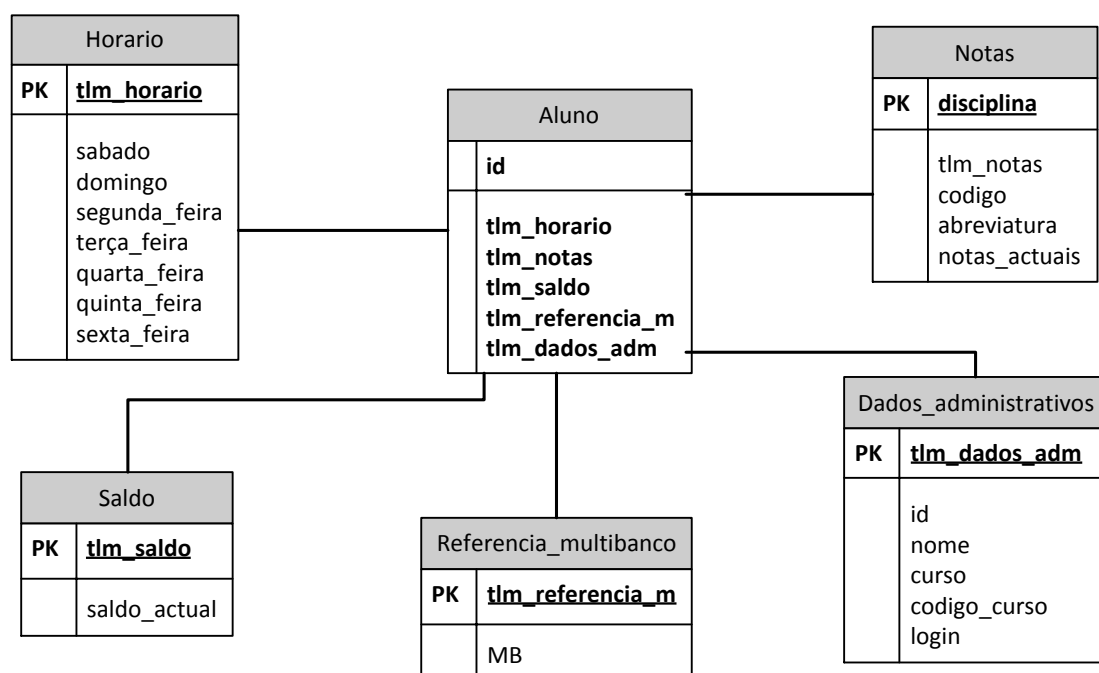 Horario
PK tlm_horario
sabado
domingo
segunda_feira
terça_feira
quarta_feira
quinta_feira
sexta_feira
Aluno
id
tlm_horario
tlm_notas
tlm_saldo
tlm_referencia_m
tlm_dados_adm
Notas
PK disciplina
tlm_notas
codigo
abreviatura
notas_actuais
Saldo
PK tlm_saldo
saldo_actual
Referencia_multibanco
PK tlm_referencia_m
MB
Dados_administrativos
PK tlm_dados_adm
id
nome
curso
codigo_curso
login